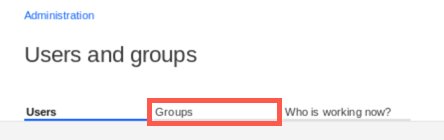 Administration
Users and groups
Users Groups Who is working now?